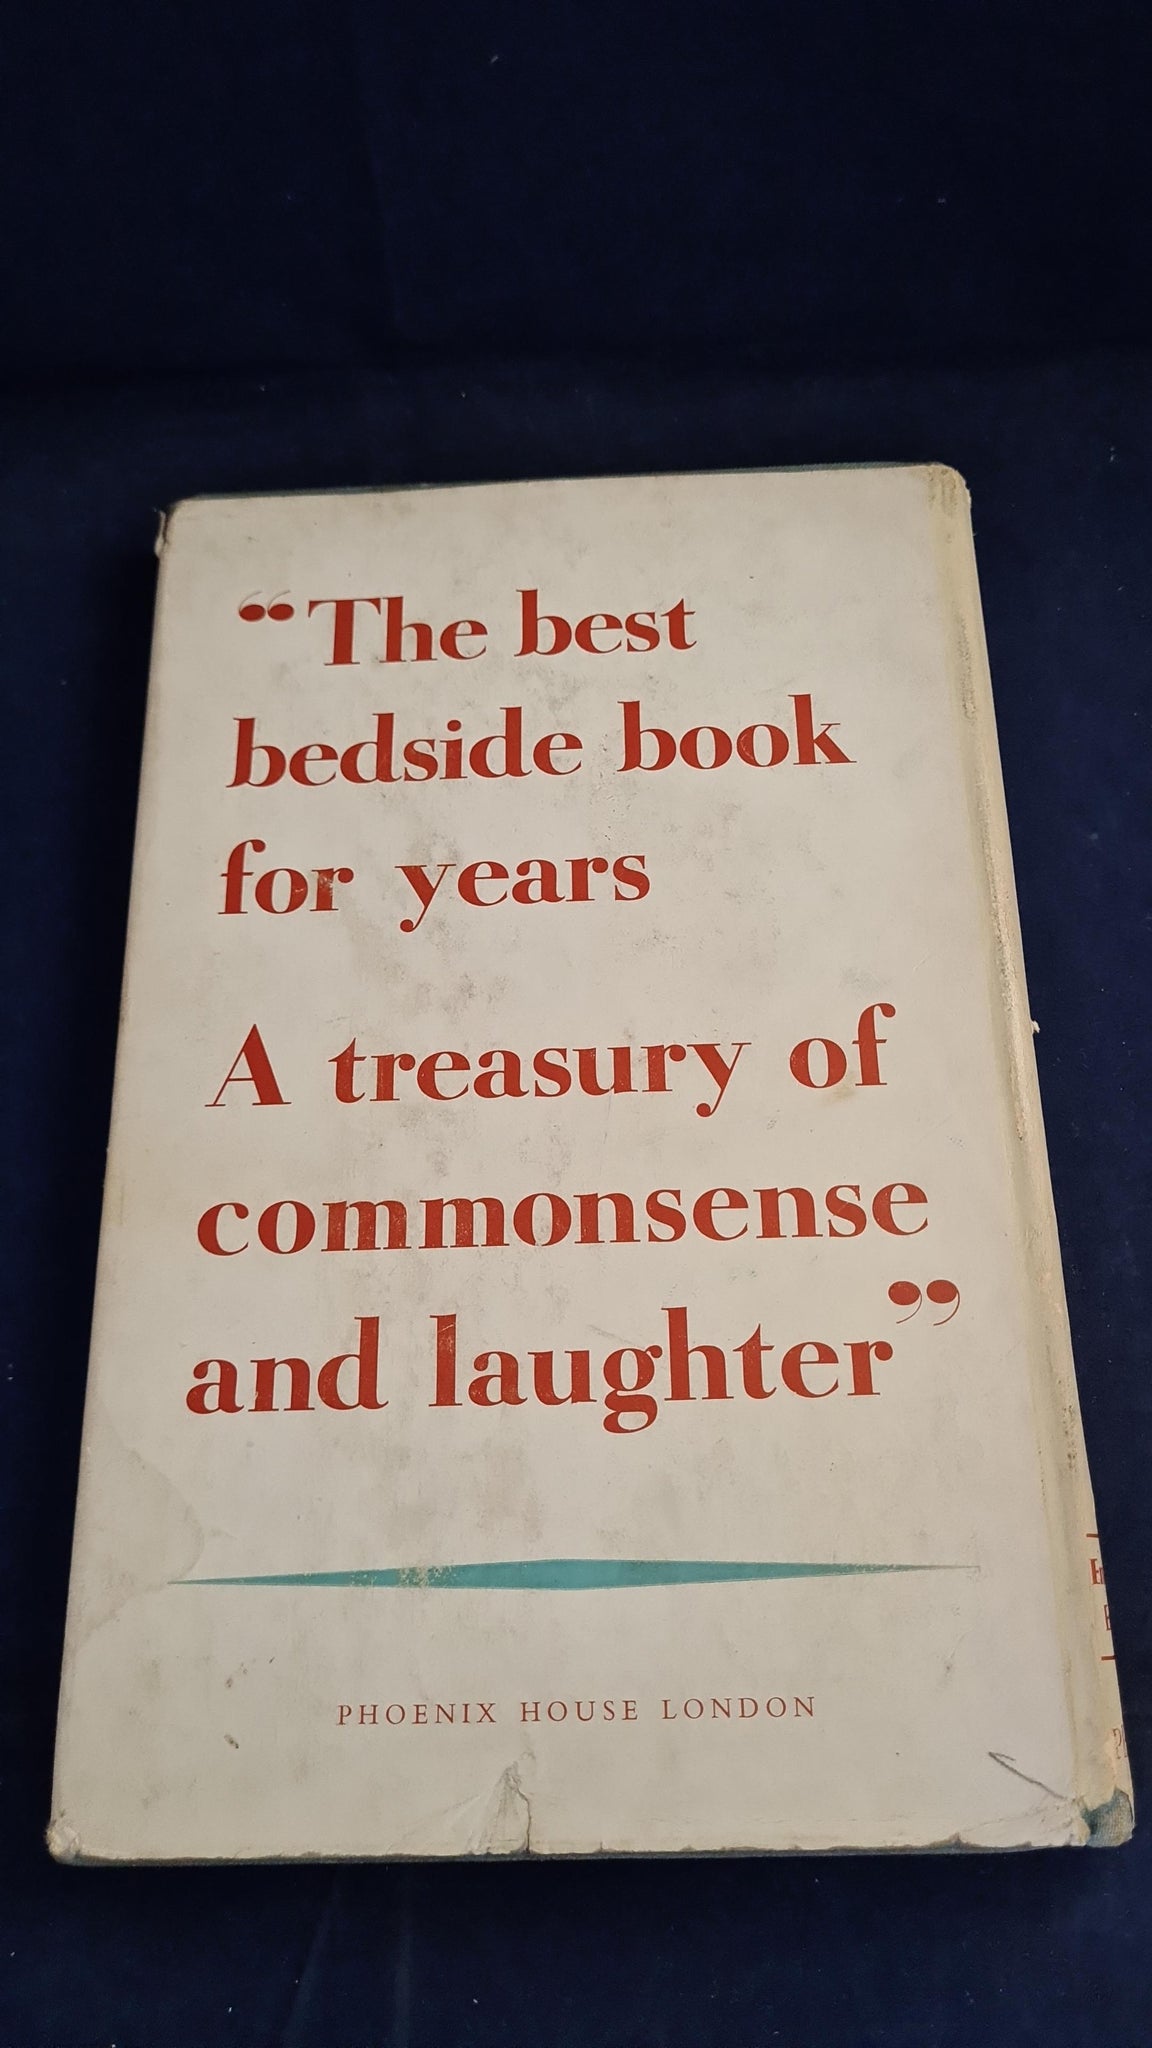 “The best
bedside book
for years
A treasury of
commonsense
and laughter”
PHOENIX HOUSE LONDON